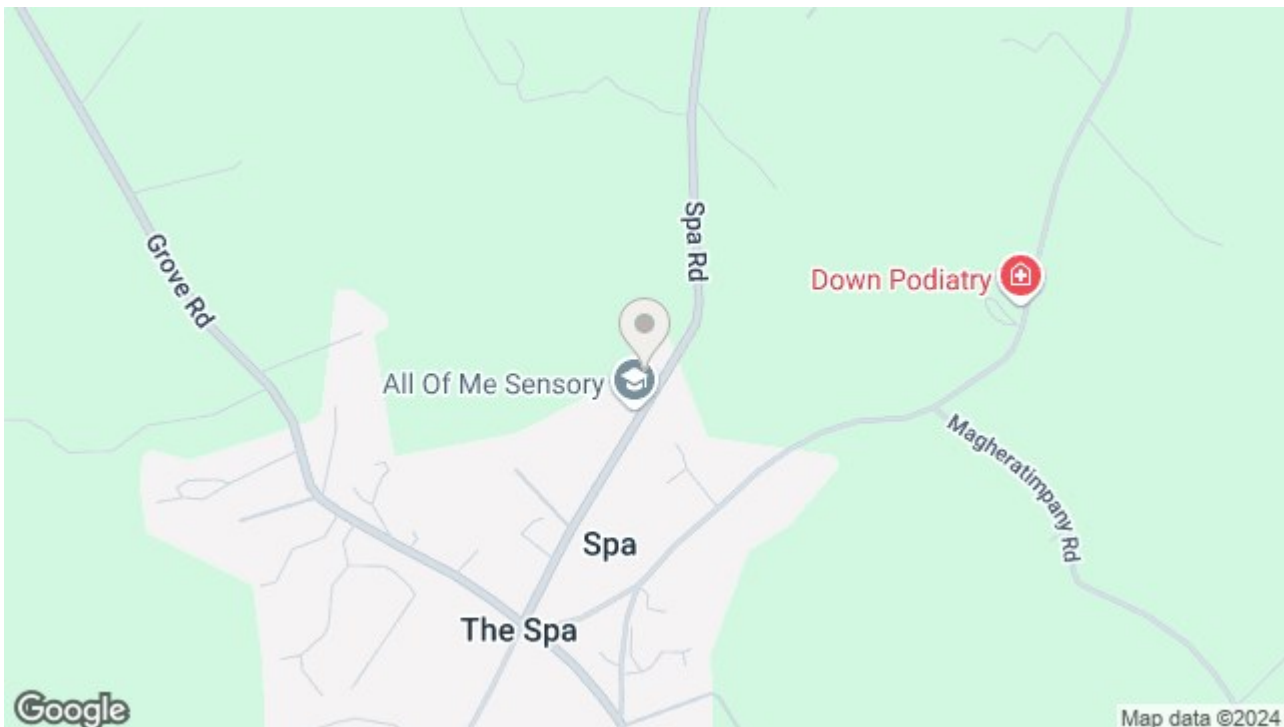 Grove Rd
Spa Rd
Down Podiatry
All Of Me Sensory
Magheratimpany Rd
Spa
The Spa
Google
Map data ©2024